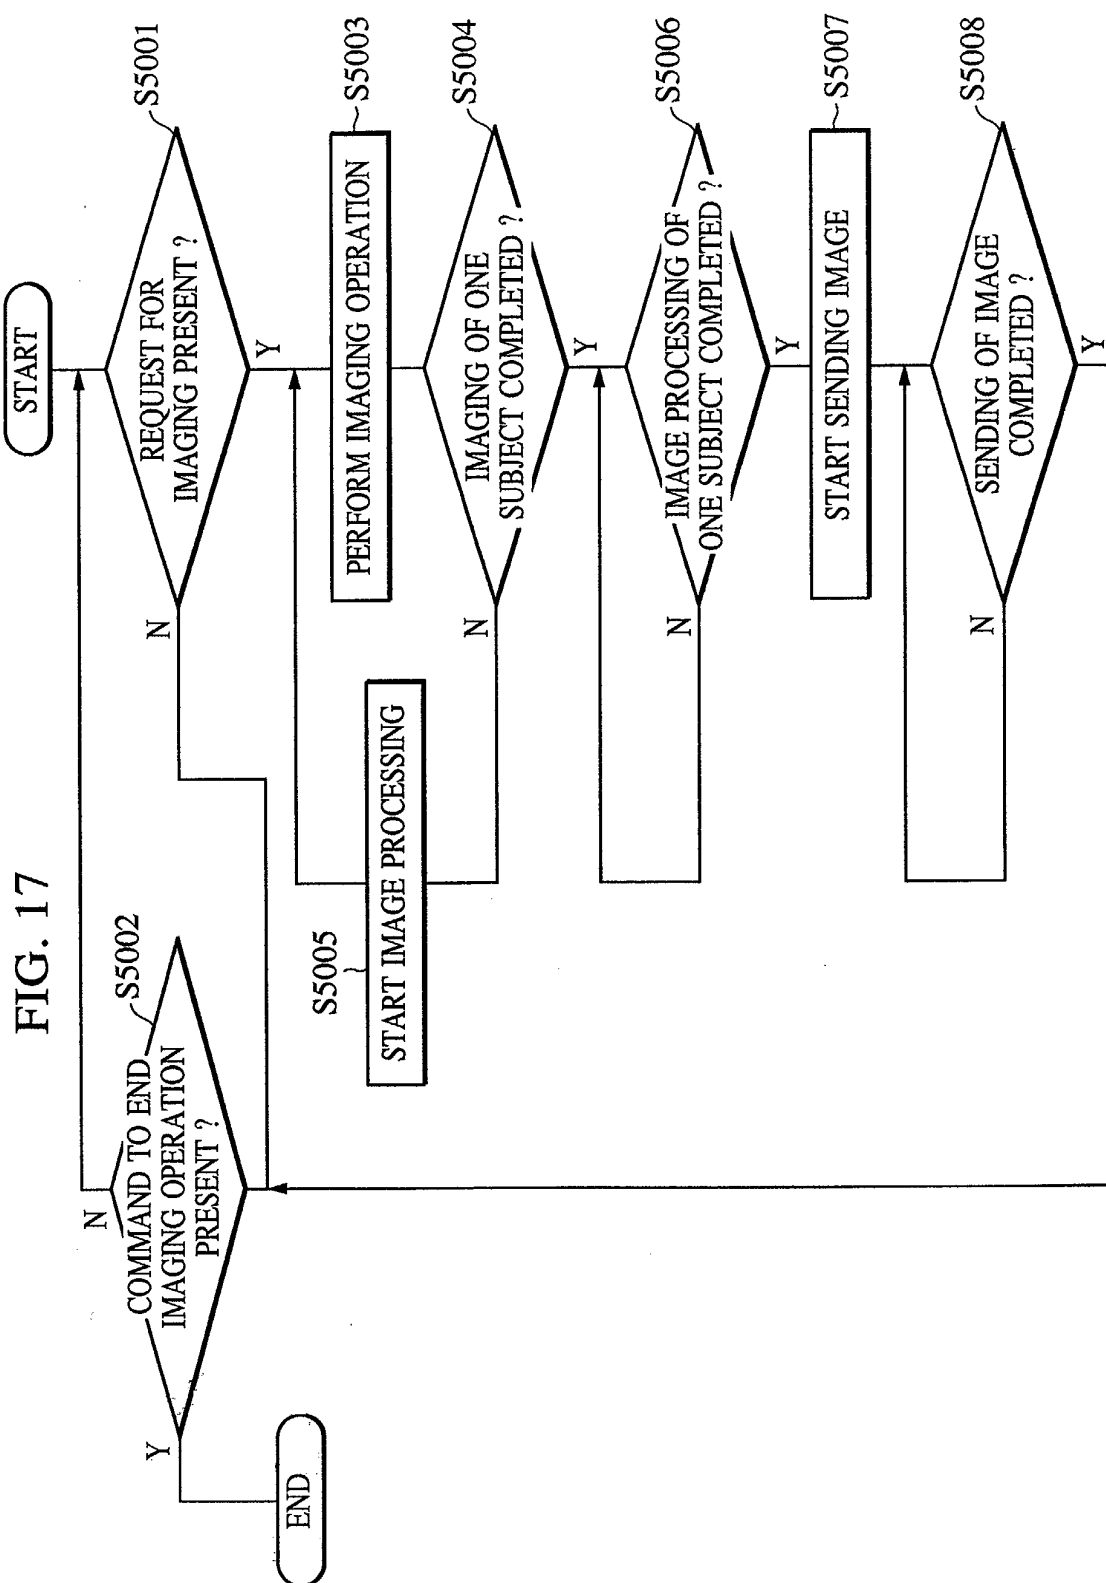 FIG. 17
START
S5001
REQUEST FOR
IMAGING PRESENT ?
N
Y
S5002
COMMAND TO END
IMAGING OPERATION
PRESENT ?
N
Y
END
S5003
PERFORM IMAGING OPERATION
S5004
IMAGING OF ONE
SUBJECT COMPLETED ?
N
Y
S5005
START IMAGE PROCESSING
S5006
IMAGE PROCESSING OF
ONE SUBJECT COMPLETED ?
N
Y
S5007
START SENDING IMAGE
S5008
SENDING OF IMAGE
COMPLETED ?
N
Y